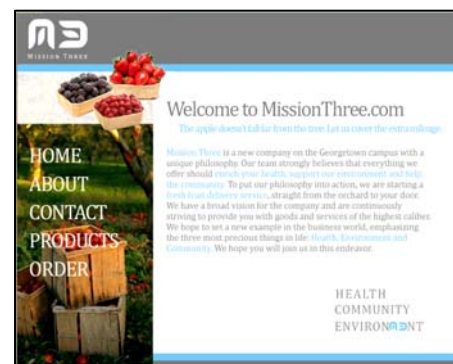 MISSION THREE
Welcome to MissionThree.com
The apple doesn't fall far from the tree. Let us cover the extra mileage.
HOME
ABOUT
CONTACT
PRODUCTS
ORDER
Mission Three is a new company on the Georgetown campus with a
unique philosophy. Our team strongly believes that everything we
offer should enrich your health, support our environment and help
the community. To put our philosophy into action, we are starting a
fresh fruit delivery service, straight from the orchard to your door.
We have a broad vision for the company and are continuously
striving to provide you with goods and services of the highest caliber.
We hope to set a new example in the business world, emphasizing
the three most precious things in life: Health, Environment and
Community. We hope you will join us in this endeavor.
HEALTH
COMMUNITY
ENVIRONMENT